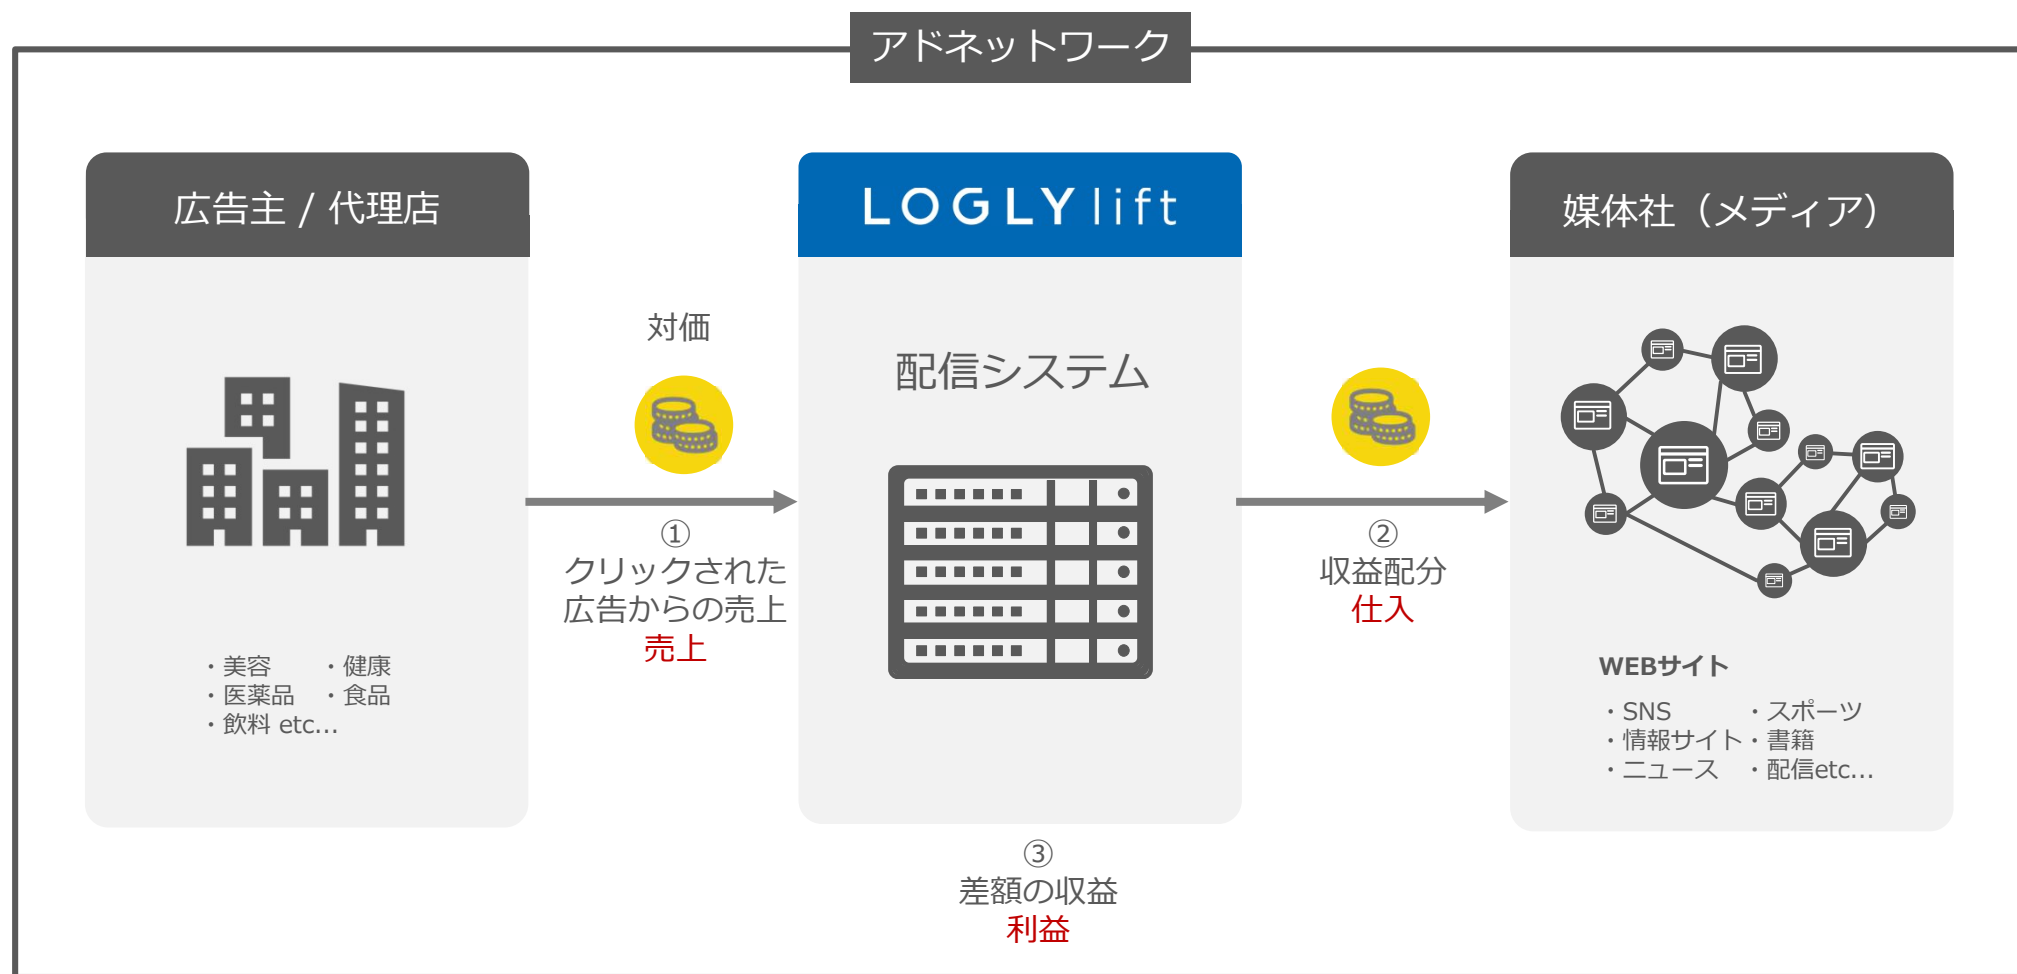 アドネットワーク
広告主 / 代理店
・美容 ・健康
・医薬品 ・食品
・飲料 etc…
対価
①
クリックされた
広告からの売上
売上
LOGLY lift
配信システム
③
差額の収益
利益
②
収益配分
仕入
媒体社（メディア）
WEBサイト
・SNS ・スポーツ
・情報サイト・書籍
・ニュース ・配信etc…